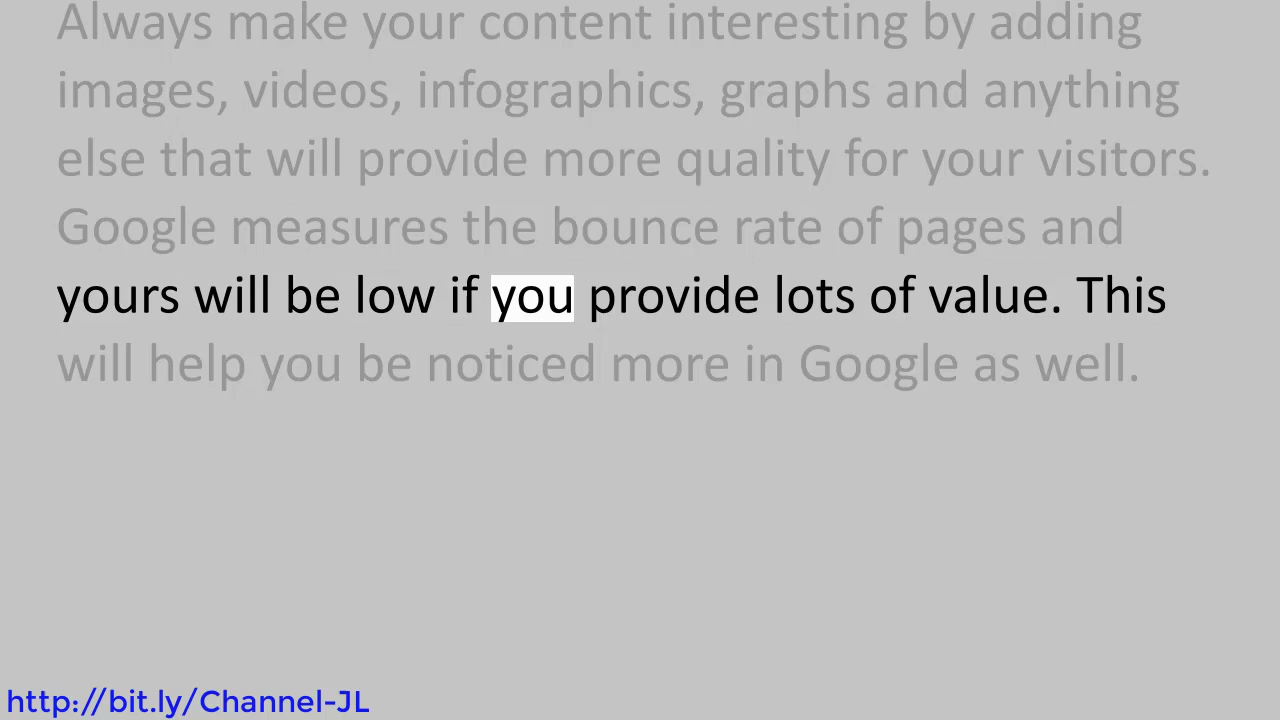 Always make your content interesting by adding
images, videos, infographics, graphs and anything
else that will provide more quality for your visitors.
Google measures the bounce rate of pages and
yours will be low if you provide lots of value. This
will help you be noticed more in Google as well.
http://bit.ly/Channel-JL